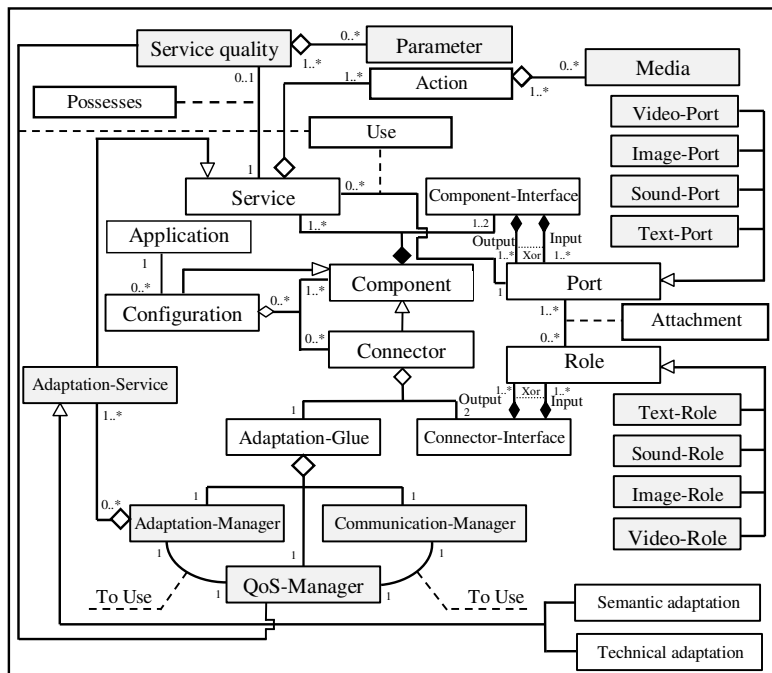 Service quality
0..*
1..*
Parameter
0..1
1..*
Action
0..*
1..*
Media
Possesses
Use
Video-Port
Image-Port
Sound-Port
Text-Port
1
Service
0..*
1..*
Component-Interface
1..2
Output
Input
Xor
1..*
1..*
Application
1
0..*
Configuration
0..*
1..*
0..*
Component
1
Port
1..*
0..*
Attachment
Connector
Role
Adaptation-Service
1..*
1..*
Xor
1..*
Output
Input
1
Adaptation-Glue
2
Connector-Interface
Text-Role
Sound-Role
Image-Role
Video-Role
0..*
1
1
Adaptation-Manager
Communication-Manager
1
1
1
To Use
1
QoS-Manager
1
To Use
Semantic adaptation
Technical adaptation